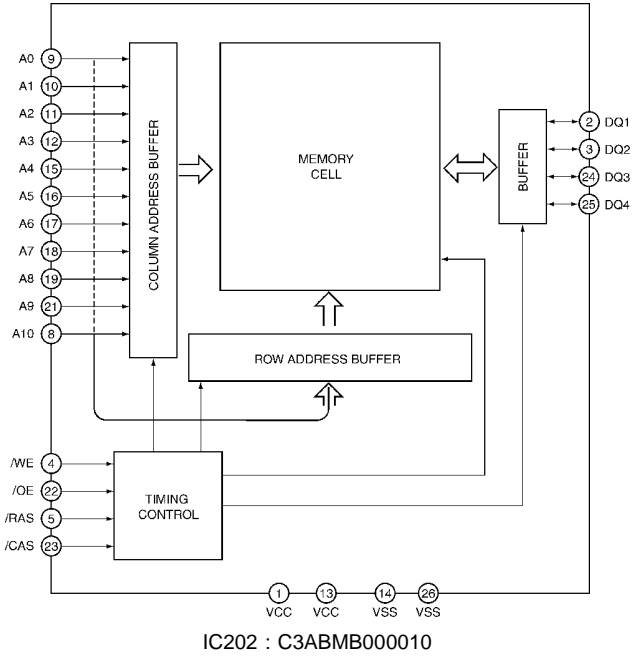 A0 9
A1 10
A2 11
A3 12
A4 15
A5 16
A6 17
A7 18
A8 19
A9 21
A10 8
COLUMN ADDRESS BUFFER
MEMORY
CELL
BUFFER
2 DQ1
3 DQ2
24 DQ3
25 DQ4
ROW ADDRESS BUFFER
/WE 4
/OE 22
/RAS 5
/CAS 23
TIMING
CONTROL
1 13 14 26
VCC VCC VSS VSS
IC202 : C3ABMB000010